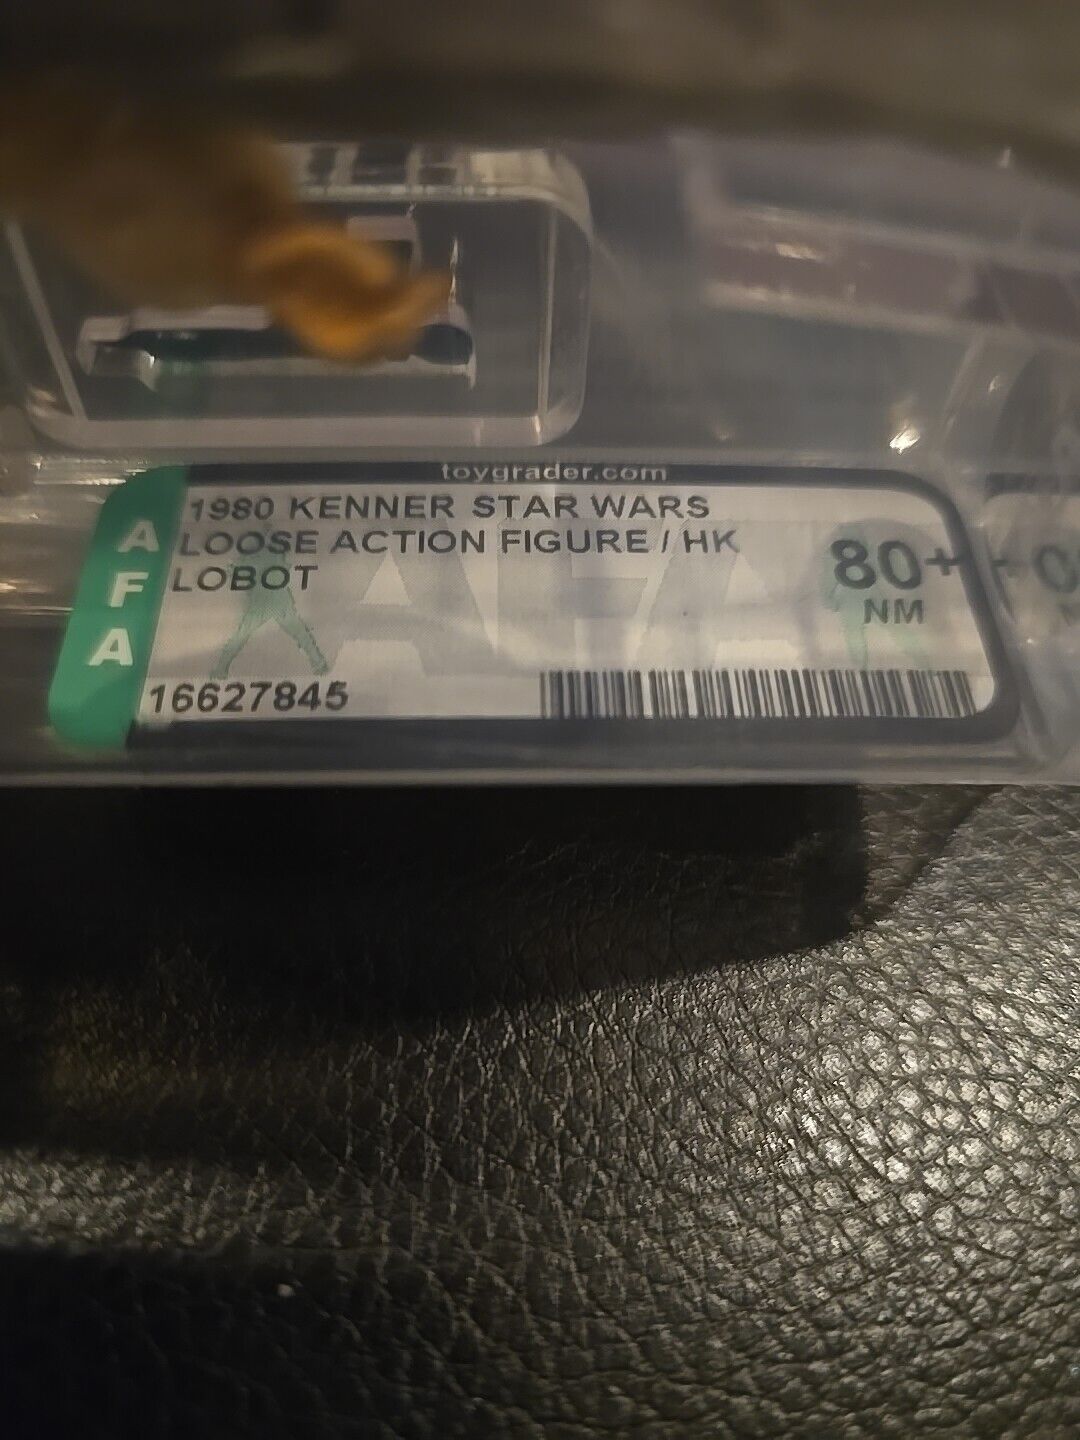 toygrader.com
AFA
1980 KENNER STAR WARS
LOOSE ACTION FIGURE / HK
LOBOT
80+
NM
16627845